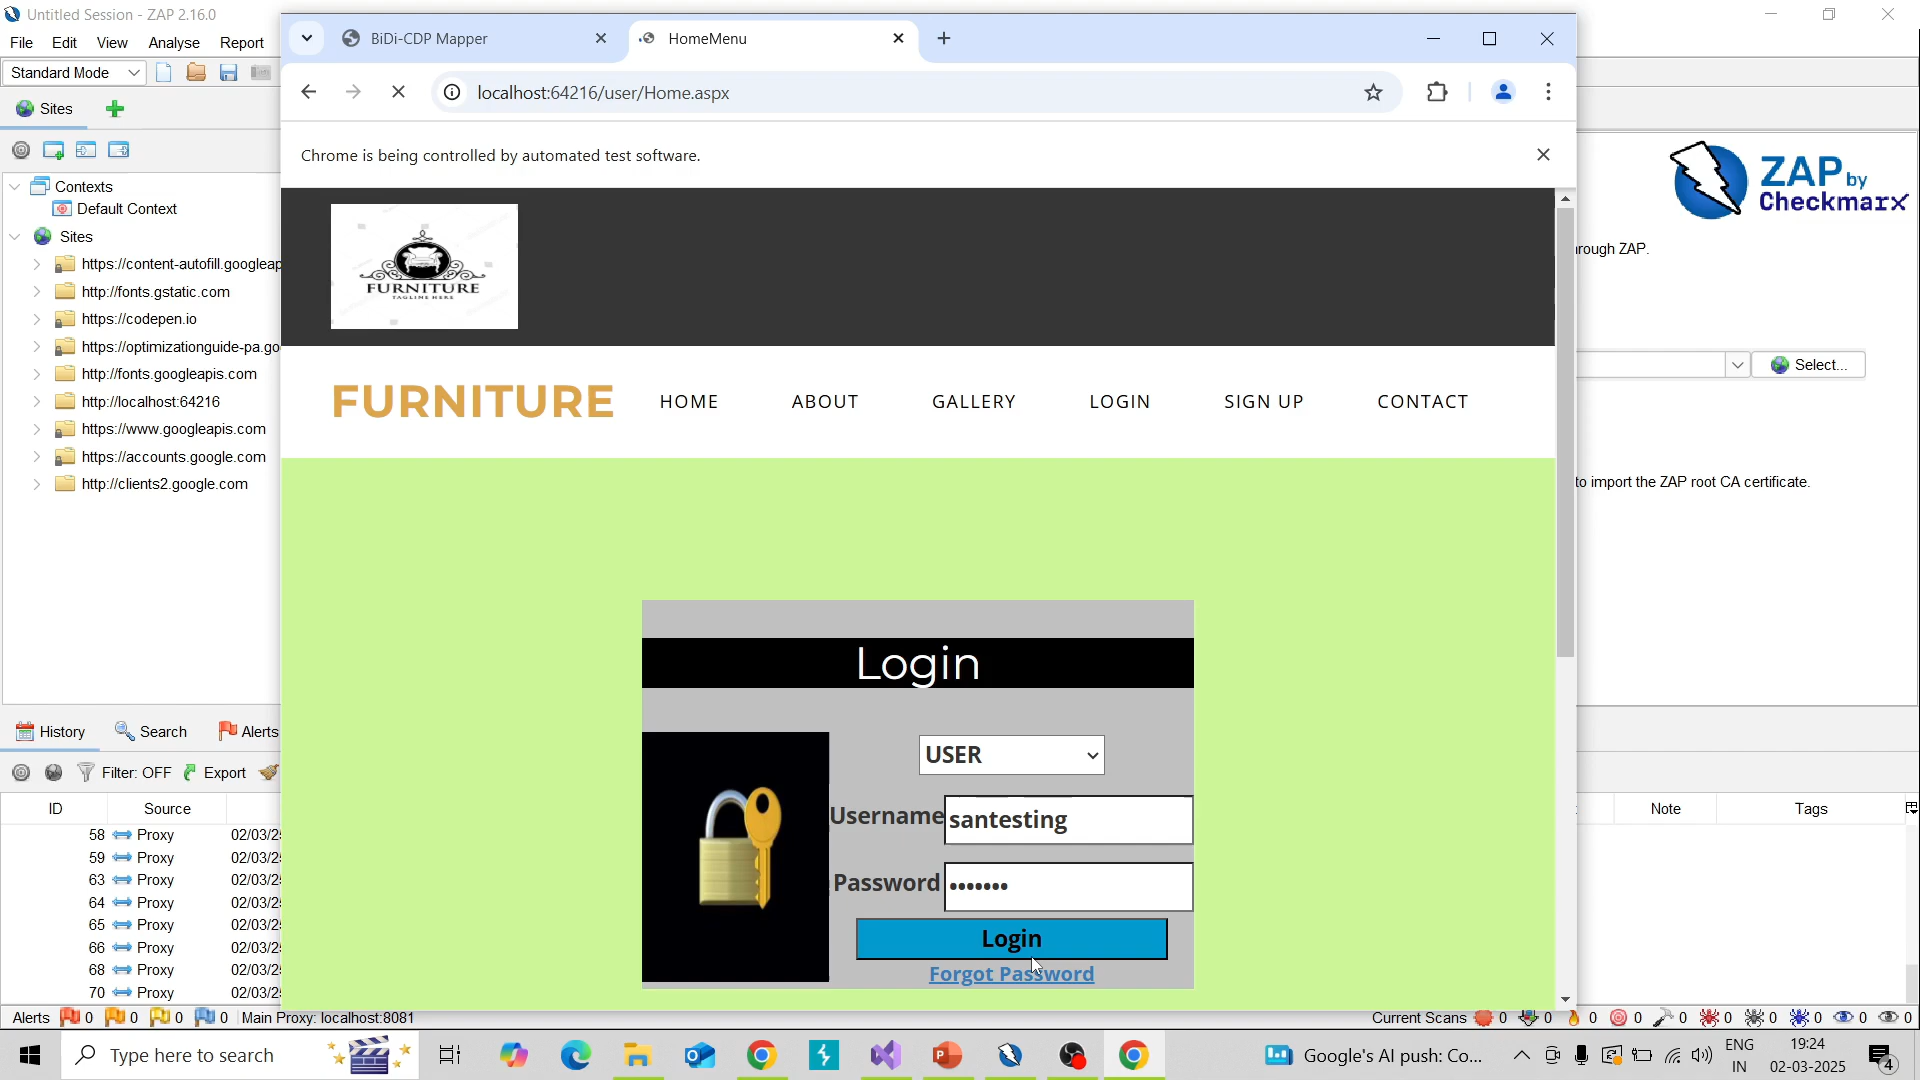 Untitled Session - ZAP 2.16.0
File Edit View Analyse Report
Standard Mode
Sites
Contexts
Default Context
Sites
https://content-autofill.googleap
http://fonts.gstatic.com
https://codepen.io
https://optimizationguide-pa.go
http://fonts.googleapis.com
http://localhost:64216
https://www.googleapis.com
https://accounts.google.com
http://clients2.google.com
BiDi-CDP Mapper
HomeMenu
localhost:64216/user/Home.aspx
Chrome is being controlled by automated test software.
FURNITURE
TAGLINE HERE
FURNITURE HOME ABOUT GALLERY LOGIN SIGN UP CONTACT
Login
USER
Username santesting
Password •••••••
Login
Forgot Password
ZAP by
Checkmarx
rough ZAP.
Select...
to import the ZAP root CA certificate.
History Search Alerts
Filter: OFF Export
ID Source Note Tags
58 Proxy 02/03/2
59 Proxy 02/03/2
63 Proxy 02/03/2
64 Proxy 02/03/2
65 Proxy 02/03/2
66 Proxy 02/03/2
68 Proxy 02/03/2
70 Proxy 02/03/2
Alerts 0 0 0 0 Main Proxy: localhost:8081
Current Scans 0 0 0 0 0 0 0 0 0 0
Type here to search
Google's AI push: Co...
ENG
IN
19:24
02-03-2025
4